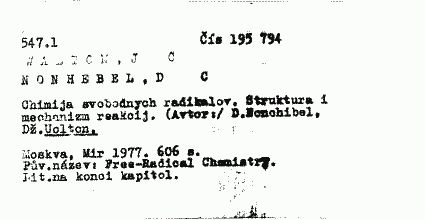 547.1 Čís 195 794
WALTON, J C
NONHEBEL, D C
Chimija svobodnych radikalov. Struktura i
mechanizm reakcij. (Avtor:/ D.Nonchibel,
Dž.Uolton.
Moskva, Mir 1977. 606 s.
Pův.název: Free-Radical Chemistry.
Lit.na konci kapitol.